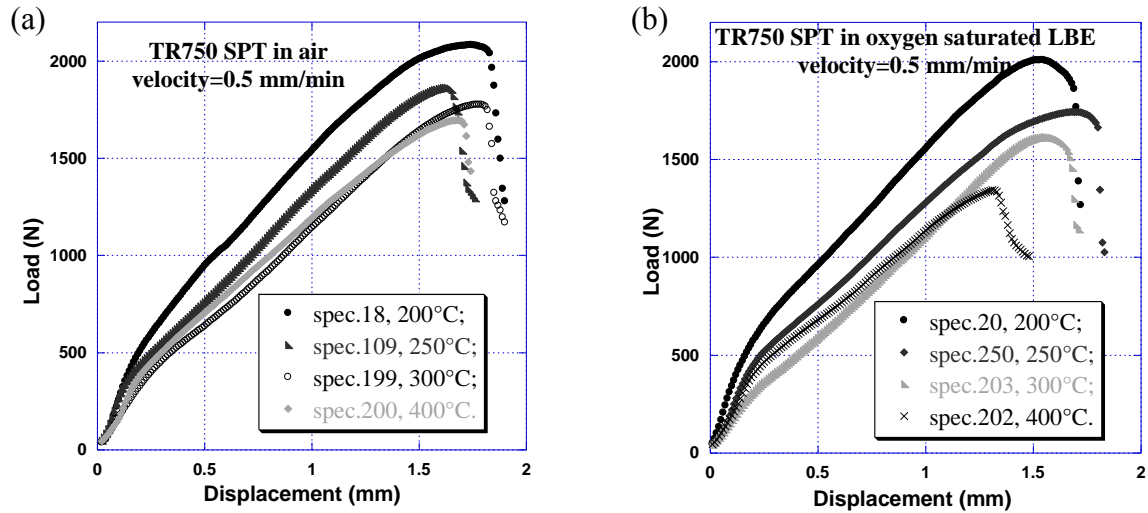 (a)
TR750 SPT in air
velocity=0.5 mm/min
Load (N)
2000
1500
1000
500
0
spec.18, 200°C;
spec.109, 250°C;
spec.199, 300°C;
spec.200, 400°C.
0
0.5
1
1.5
2
Displacement (mm)
(b)
TR750 SPT in oxygen saturated LBE
velocity=0.5 mm/min
Load (N)
2000
1500
1000
500
0
spec.20, 200°C;
spec.250, 250°C;
spec.203, 300°C;
spec.202, 400°C.
0
0.5
1
1.5
2
Displacement (mm)